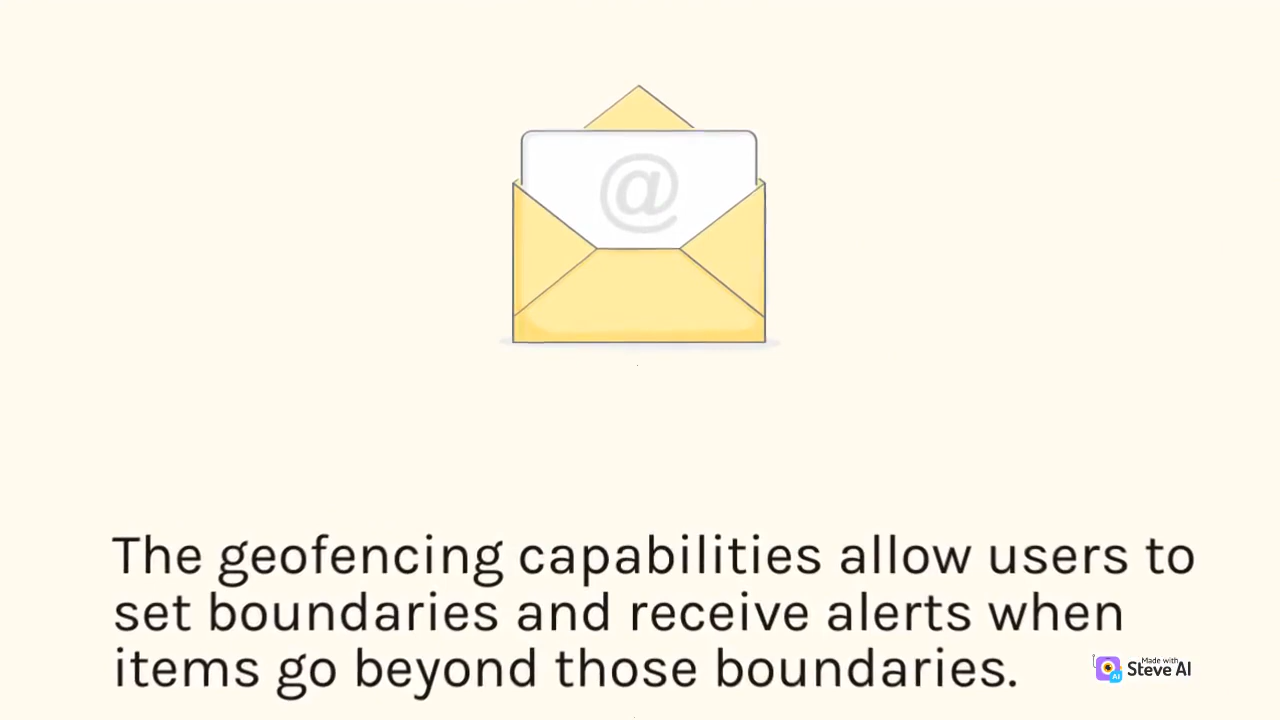 @
The geofencing capabilities allow users to
set boundaries and receive alerts when
items go beyond those boundaries.
Made with
Steve AI
AI